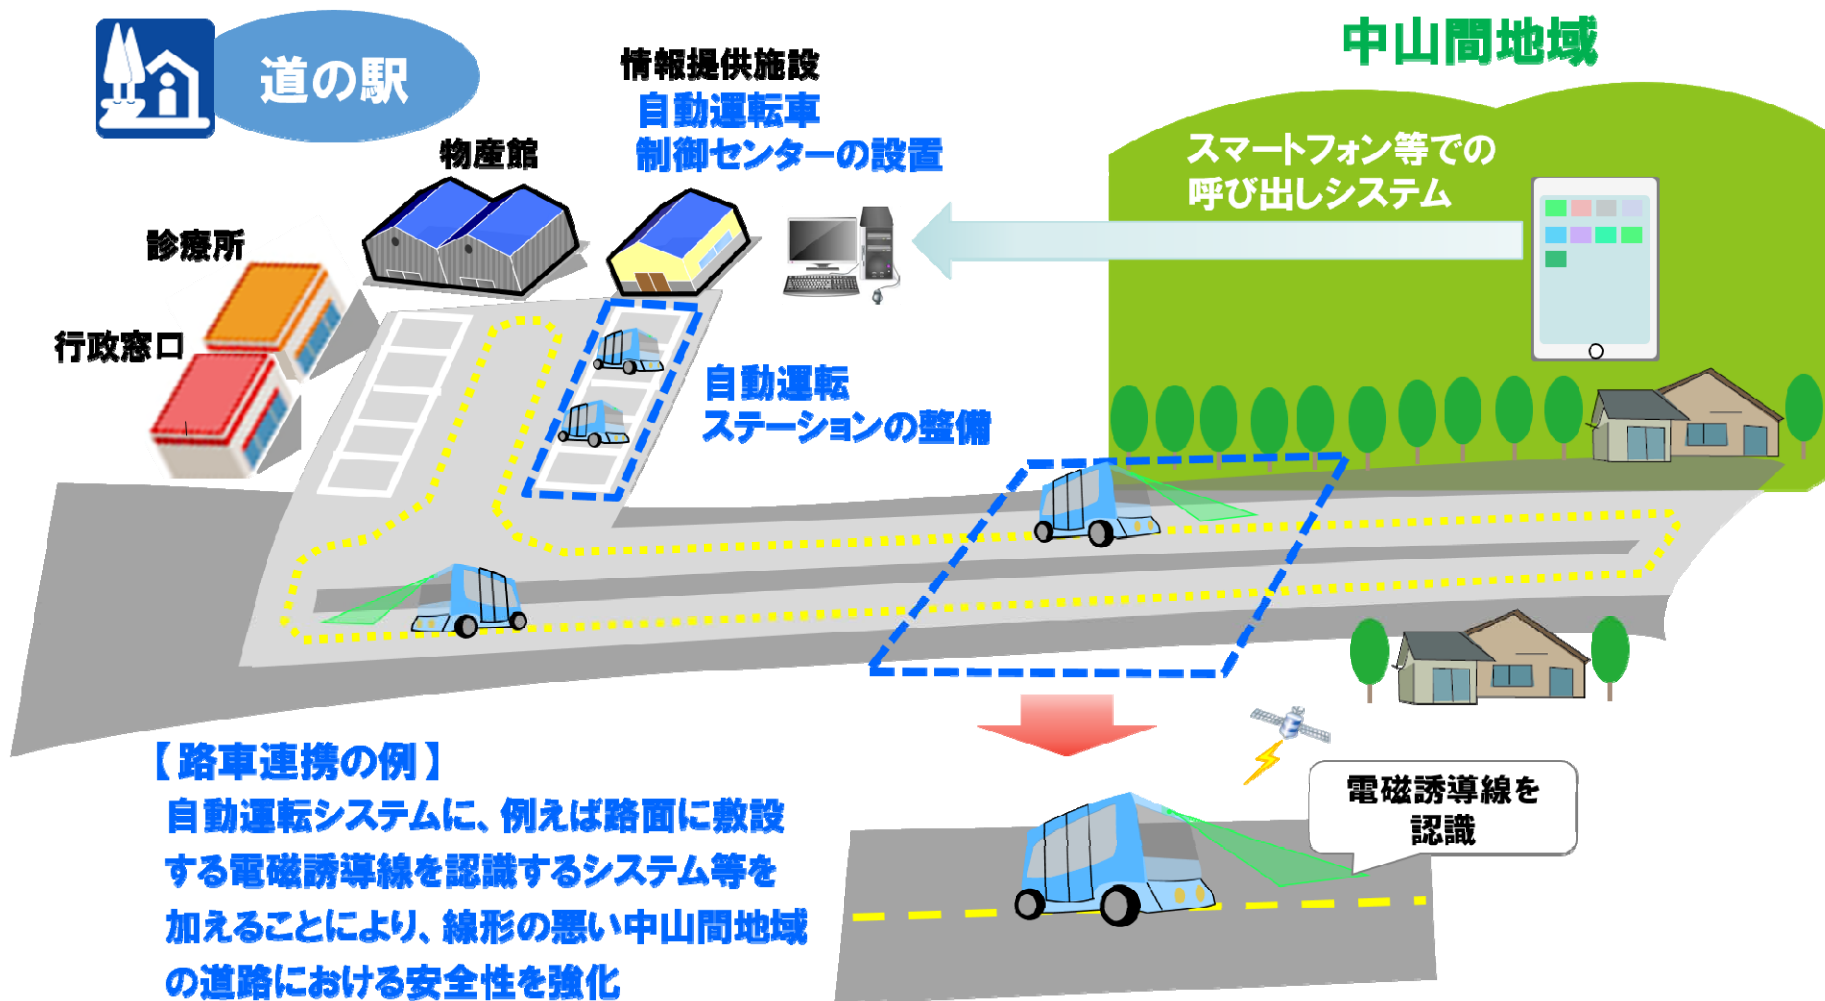 道の駅
情報提供施設
自動運転車
制御センターの設置
物産館
診療所
行政窓口
中山間地域
スマートフォン等での
呼び出しシステム
自動運転
ステーションの整備
【路車連携の例】
自動運転システムに、例えば路面に敷設
する電磁誘導線を認識するシステム等を
加えることにより、線形の悪い中山間地域
の道路における安全性を強化
電磁誘導線を
認識